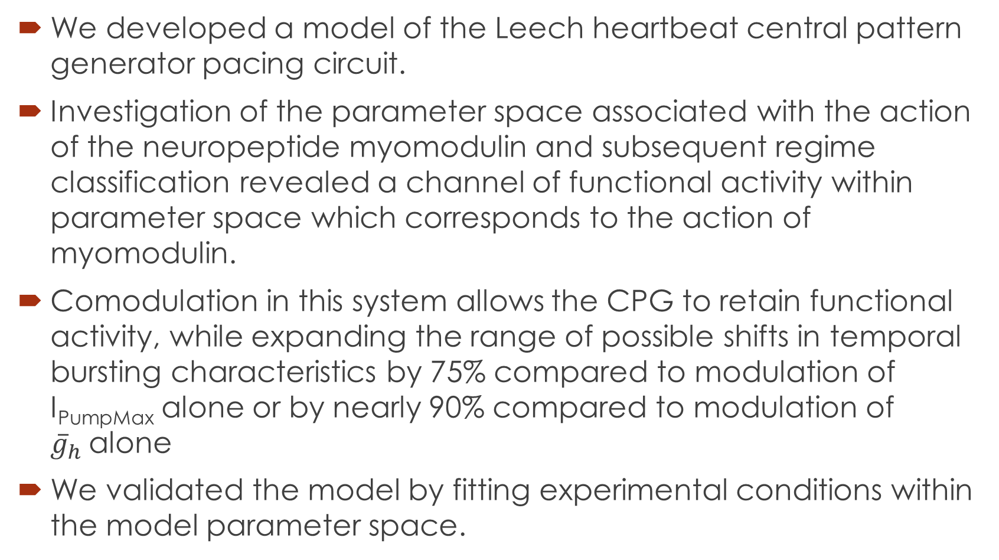 We developed a model of the Leech heartbeat central pattern
generator pacing circuit.
Investigation of the parameter space associated with the action
of the neuropeptide myomodulin and subsequent regime
classification revealed a channel of functional activity within
parameter space which corresponds to the action of
myomodulin.
Comodulation in this system allows the CPG to retain functional
activity, while expanding the range of possible shifts in temporal
bursting characteristics by 75% compared to modulation of
I_PumpMax alone or by nearly 90% compared to modulation of
ḡ_h alone
We validated the model by fitting experimental conditions within
the model parameter space.